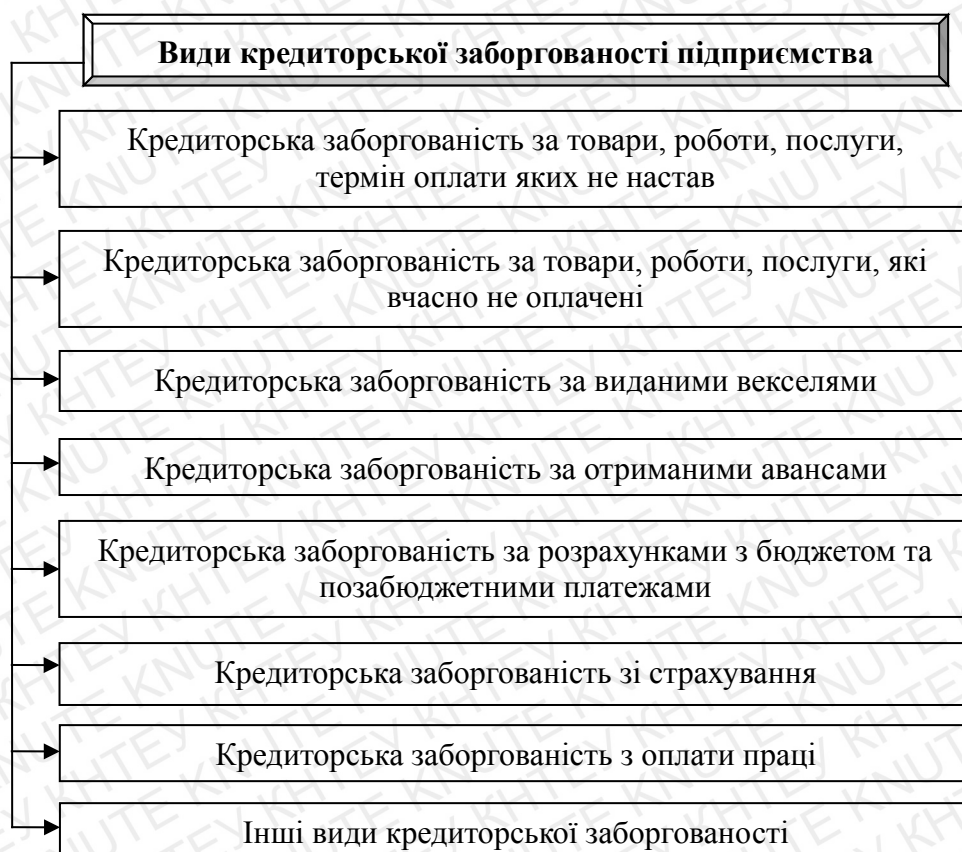 Види кредиторської заборгованості підприємства
Кредиторська заборгованість за товари, роботи, послуги,
термін оплати яких не настав
Кредиторська заборгованість за товари, роботи, послуги, які
вчасно не оплачені
Кредиторська заборгованість за виданими векселями
Кредиторська заборгованість за отриманими авансами
Кредиторська заборгованість за розрахунками з бюджетом та
позабюджетними платежами
Кредиторська заборгованість зі страхування
Кредиторська заборгованість з оплати праці
Інші види кредиторської заборгованості